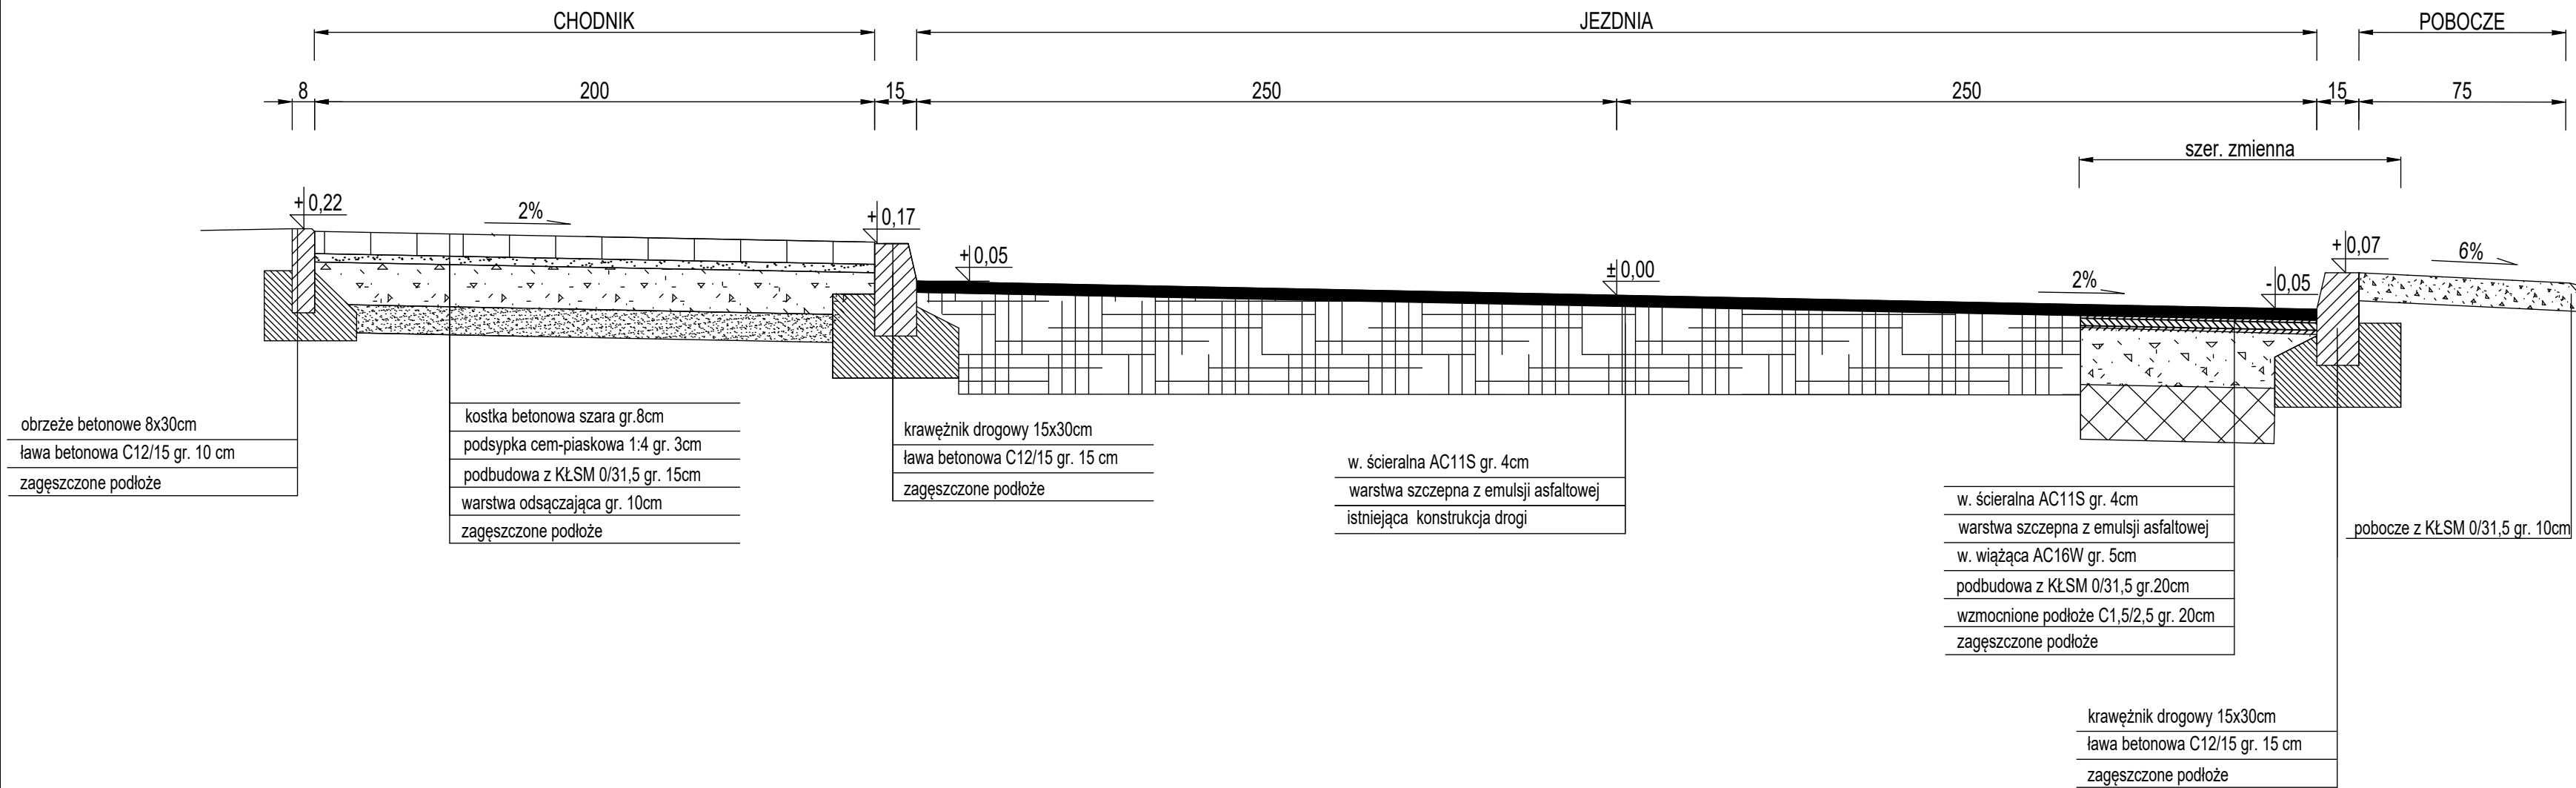 CHODNIK
JEZDNIA
POBOCZE
8
200
15
250
250
15
75
szer. zmienna
+ 0,22
2%
+ 0,17
+ 0,05
± 0,00
2%
- 0,05
+ 0,07
6%
obrzeże betonowe 8x30cm
ława betonowa C12/15 gr. 10 cm
zagęszczone podłoże
kostka betonowa szara gr.8cm
podsypka cem-piaskowa 1:4 gr. 3cm
podbudowa z KŁSM 0/31,5 gr. 15cm
warstwa odsączająca gr. 10cm
zagęszczone podłoże
krawężnik drogowy 15x30cm
ława betonowa C12/15 gr. 15 cm
zagęszczone podłoże
w. ścieralna AC11S gr. 4cm
warstwa szczepna z emulsji asfaltowej
istniejąca konstrukcja drogi
w. ścieralna AC11S gr. 4cm
warstwa szczepna z emulsji asfaltowej
w. wiążąca AC16W gr. 5cm
podbudowa z KŁSM 0/31,5 gr.20cm
wzmocnione podłoże C1,5/2,5 gr. 20cm
zagęszczone podłoże
pobocze z KŁSM 0/31,5 gr. 10cm
krawężnik drogowy 15x30cm
ława betonowa C12/15 gr. 15 cm
zagęszczone podłoże